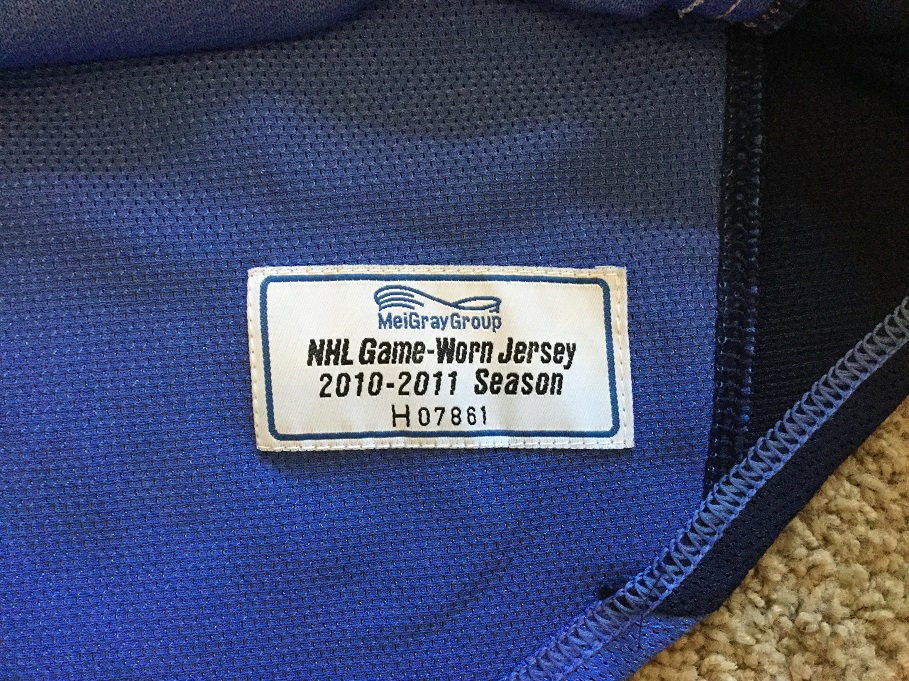 MeiGrayGroup
NHL Game-Worn Jersey
2010-2011 Season
H07861